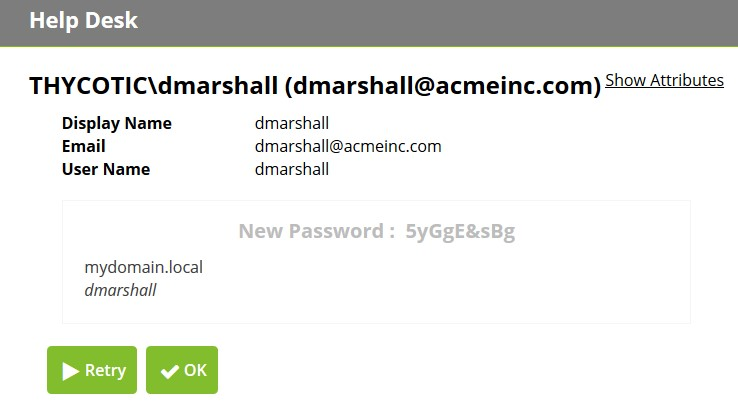 Help Desk
THYCOTIC\dmarshall (dmarshall@acmeinc.com) Show Attributes
Display Name dmarshall
Email dmarshall@acmeinc.com
User Name dmarshall
New Password : 5yGgE&sBg
mydomain.local
dmarshall
Retry OK